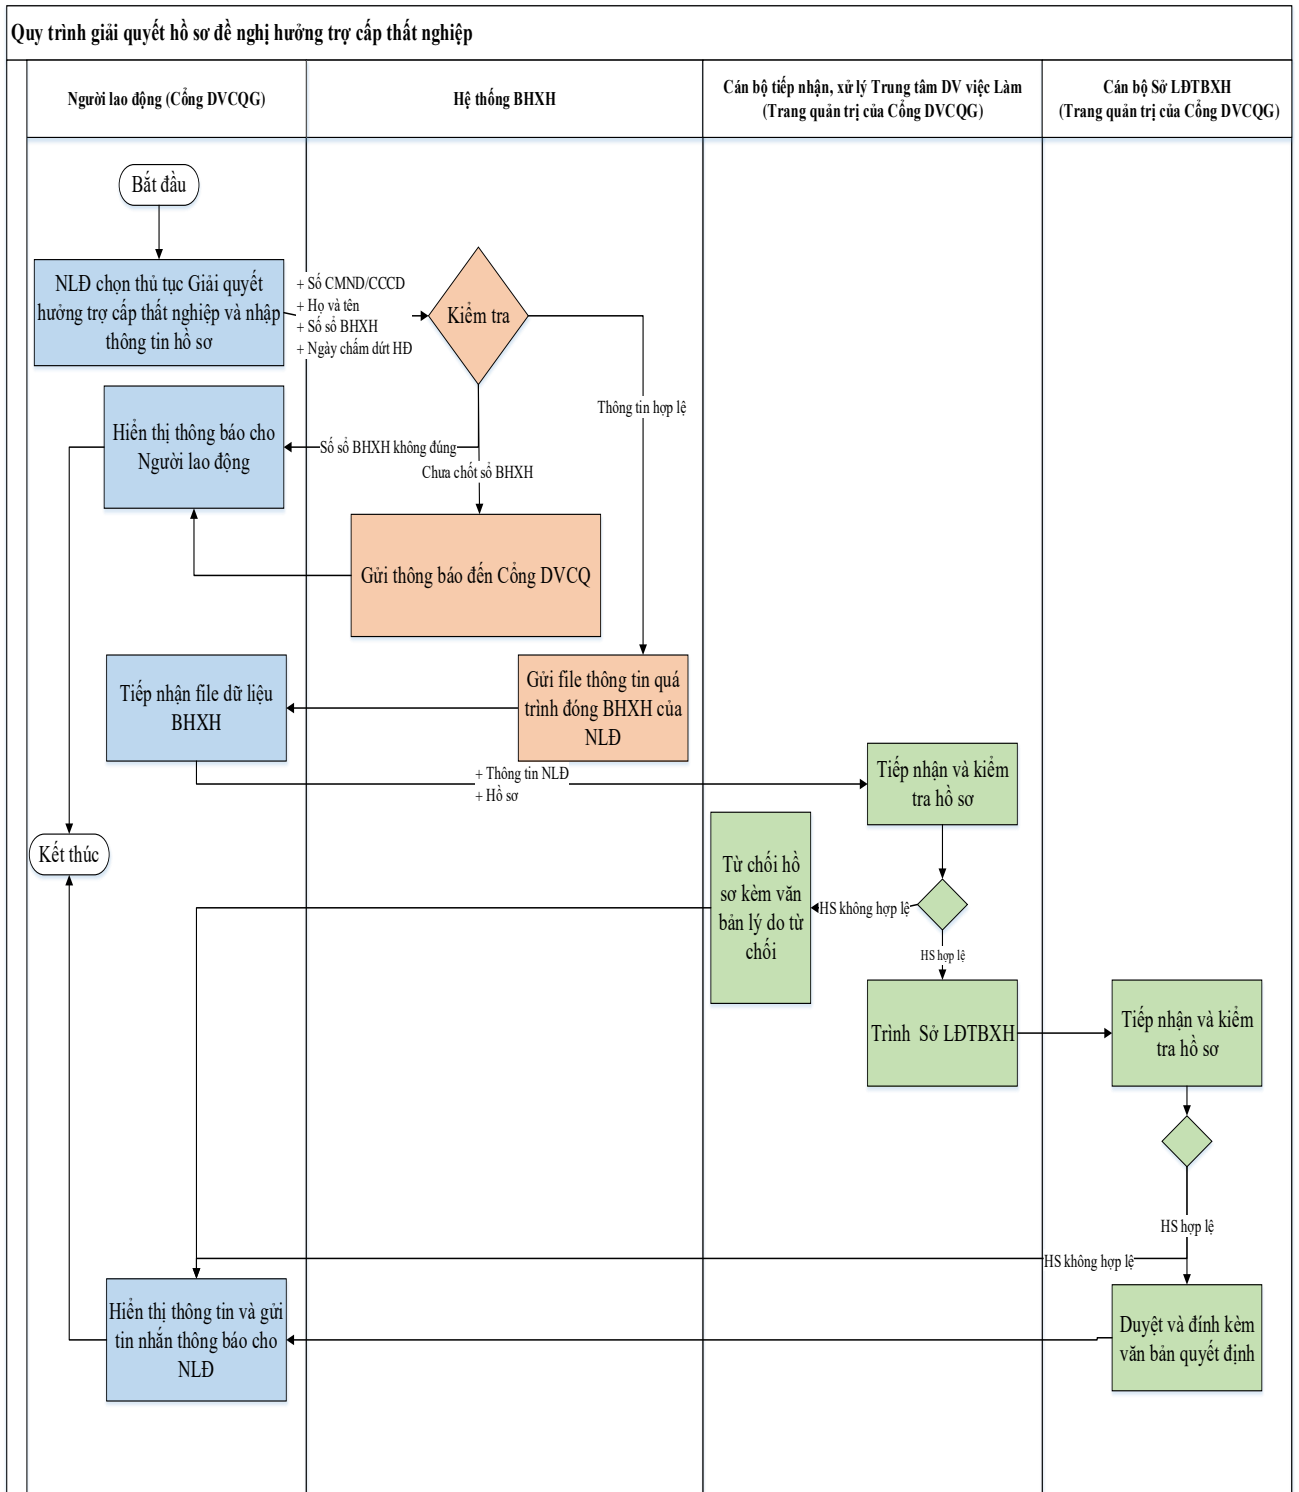 Quy trình giải quyết hồ sơ đề nghị hưởng trợ cấp thất nghiệp
Người lao động (Cổng DVCQG)
Hệ thống BHXH
Cán bộ tiếp nhận, xử lý Trung tâm DV việc Làm
(Trang quản trị của Cổng DVCQG)
Cán bộ Sở LĐTBXH
(Trang quản trị của Cổng DVCQG)
Bắt đầu
NLĐ chọn thủ tục Giải quyết
hưởng trợ cấp thất nghiệp và nhập
thông tin hồ sơ
+ Số CMND/CCCD
+ Họ và tên
+ Số sổ BHXH
+ Ngày chấm dứt HĐ
Kiểm tra
Thông tin hợp lệ
Hiển thị thông báo cho
Người lao động
Số sổ BHXH không đúng
Chưa chốt sổ BHXH
Gửi thông báo đến Cổng DVCQ
Tiếp nhận file dữ liệu
BHXH
Gửi file thông tin quá
trình đóng BHXH của
NLĐ
+ Thông tin NLĐ
+ Hồ sơ
Tiếp nhận và kiểm
tra hồ sơ
Kết thúc
Từ chối hồ
sơ kèm văn
bản lý do từ
chối
HS không hợp lệ
HS hợp lệ
Trình Sở LĐTBXH
Tiếp nhận và kiểm
tra hồ sơ
HS hợp lệ
HS không hợp lệ
Hiển thị thông tin và gửi
tin nhắn thông báo cho
NLĐ
Duyệt và đính kèm
văn bản quyết định